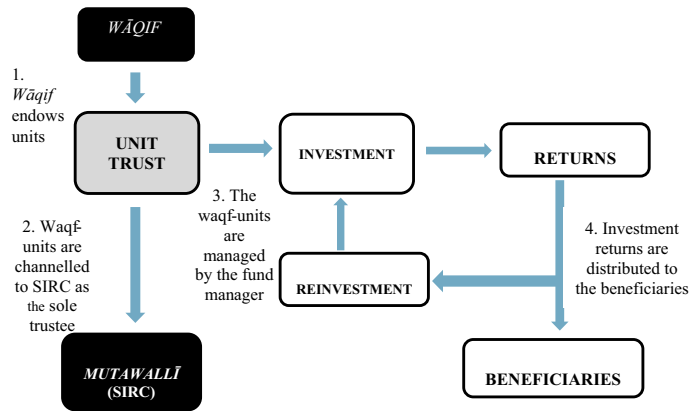 WĀQIF
1.
Wāqif
endows
units
UNIT
TRUST
INVESTMENT
RETURNS
2. Waqf-
units are
channelled
to SIRC as
the sole
trustee
3. The
waqf-units
are
managed
by the fund
manager
REINVESTMENT
4. Investment
returns are
distributed to
the beneficiaries
MUTAWALLĪ
(SIRC)
BENEFICIARIES